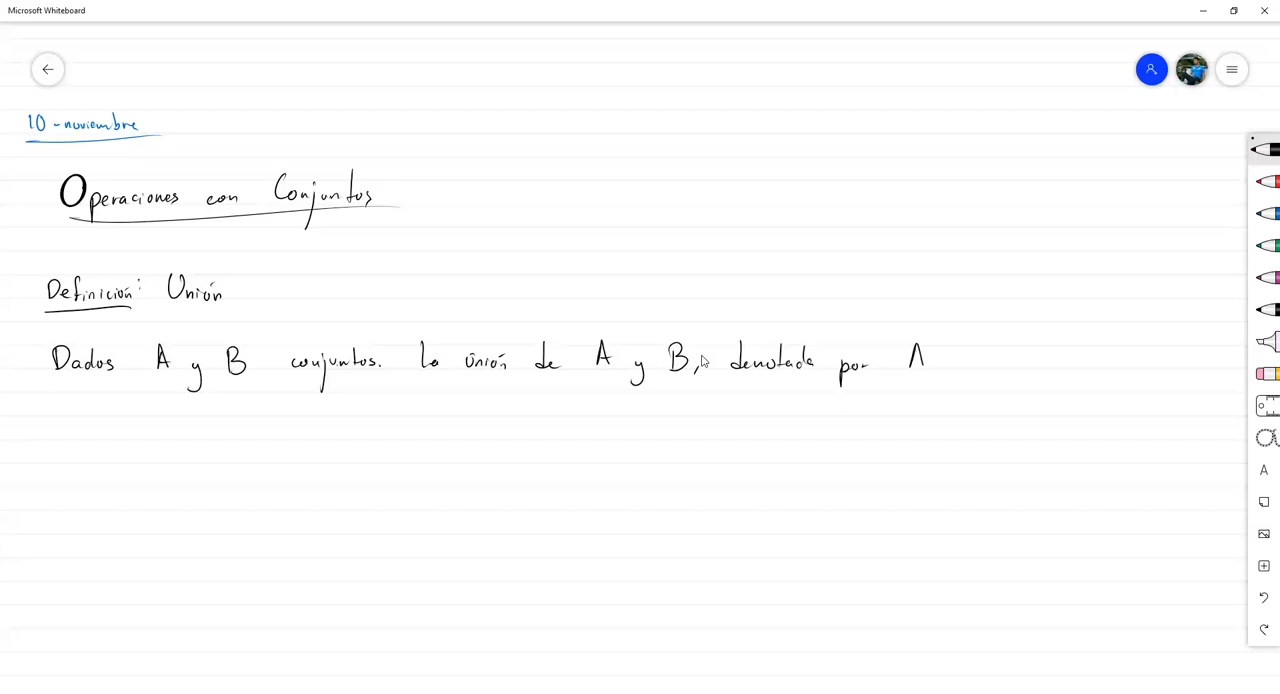 Microsoft Whiteboard
10-noviembre
Operaciones con Conjuntos
Definición: Unión
Dados A y B conjuntos. La unión de A y B, denotada por A
A